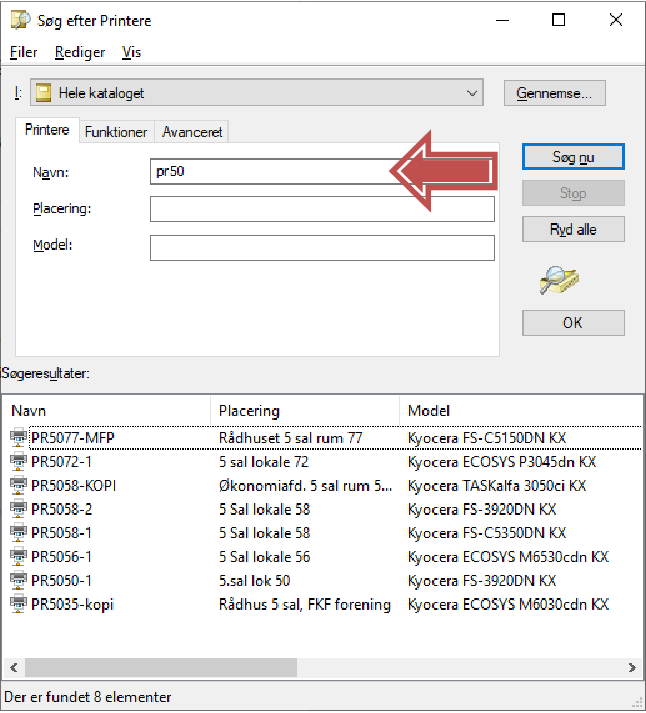 Søg efter Printere
Filer Rediger Vis
I: Hele kataloget Gennemse...
Printere Funktioner Avanceret
Navn: pr50 Søg nu
Stop
Placering:
Ryd alle
Model:
OK
Søgeresultater:
Navn Placering Model
PR5077-MFP Rådhuset 5 sal rum 77 Kyocera FS-C5150DN KX
PR5072-1 5 sal lokale 72 Kyocera ECOSYS P3045dn KX
PR5058-KOPI Økonomiafd. 5 sal rum 5... Kyocera TASKalfa 3050ci KX
PR5058-2 5 Sal lokale 58 Kyocera FS-3920DN KX
PR5058-1 5 Sal lokale 58 Kyocera FS-C5350DN KX
PR5056-1 5 Sal lokale 56 Kyocera ECOSYS M6530cdn KX
PR5050-1 5.sal lok 50 Kyocera FS-3920DN KX
PR5035-kopi Rådhus 5 sal, FKF forening Kyocera ECOSYS M6030cdn KX
Der er fundet 8 elementer